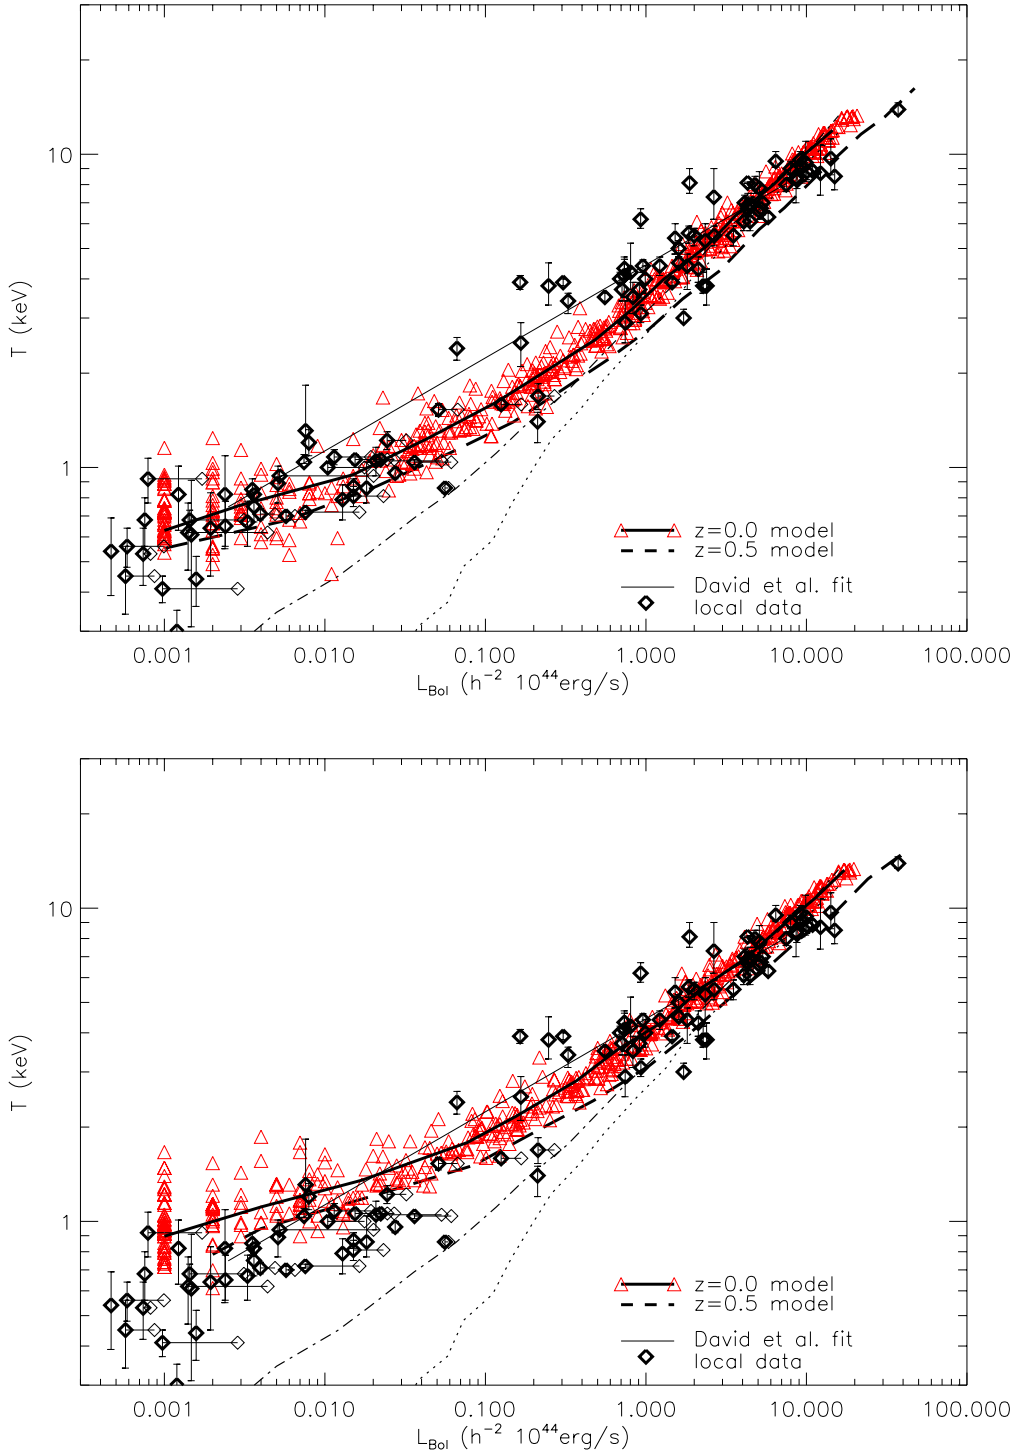 10
1
T (keV)
z=0.0 model
z=0.5 model
David et al. fit
local data
0.001 0.010 0.100 1.000 10.000 100.000
L_Bol (h^-2 10^44 erg/s)
10
1
T (keV)
z=0.0 model
z=0.5 model
David et al. fit
local data
0.001 0.010 0.100 1.000 10.000 100.000
L_Bol (h^-2 10^44 erg/s)